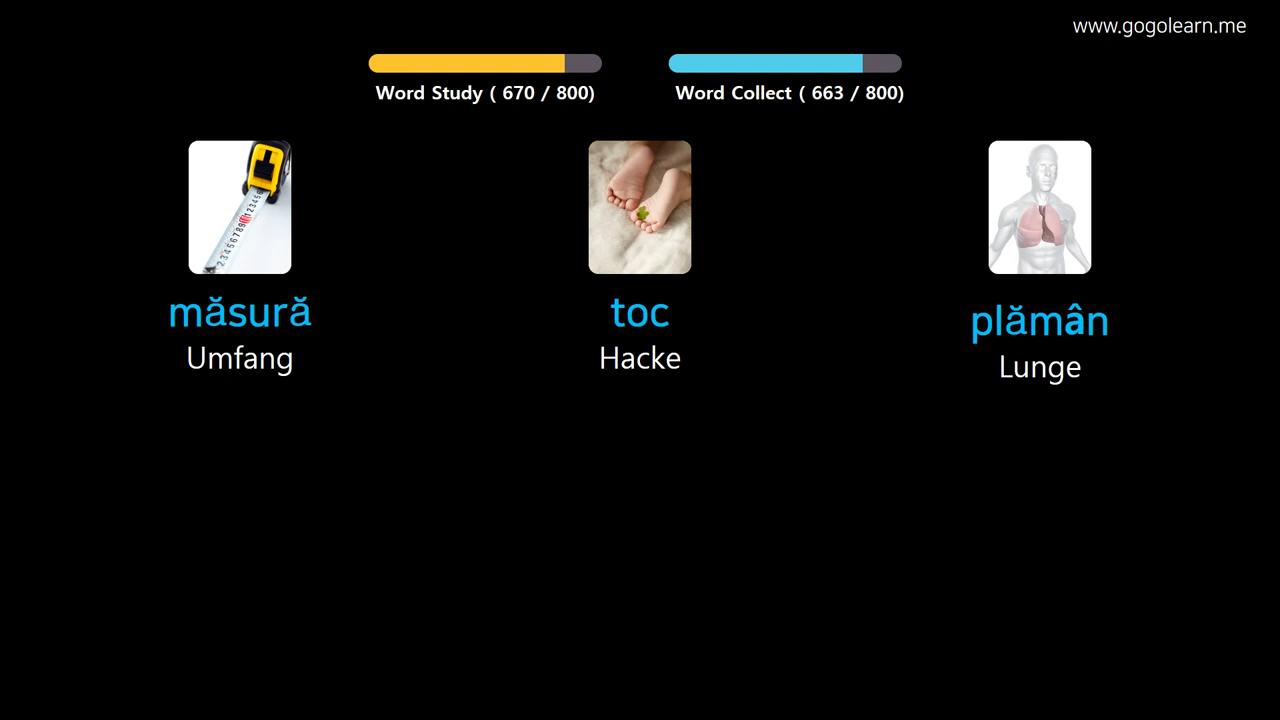 www.gogolearn.me
Word Study ( 670 / 800)
Word Collect ( 663 / 800)
măsură
Umfang
toc
Hacke
plămân
Lunge